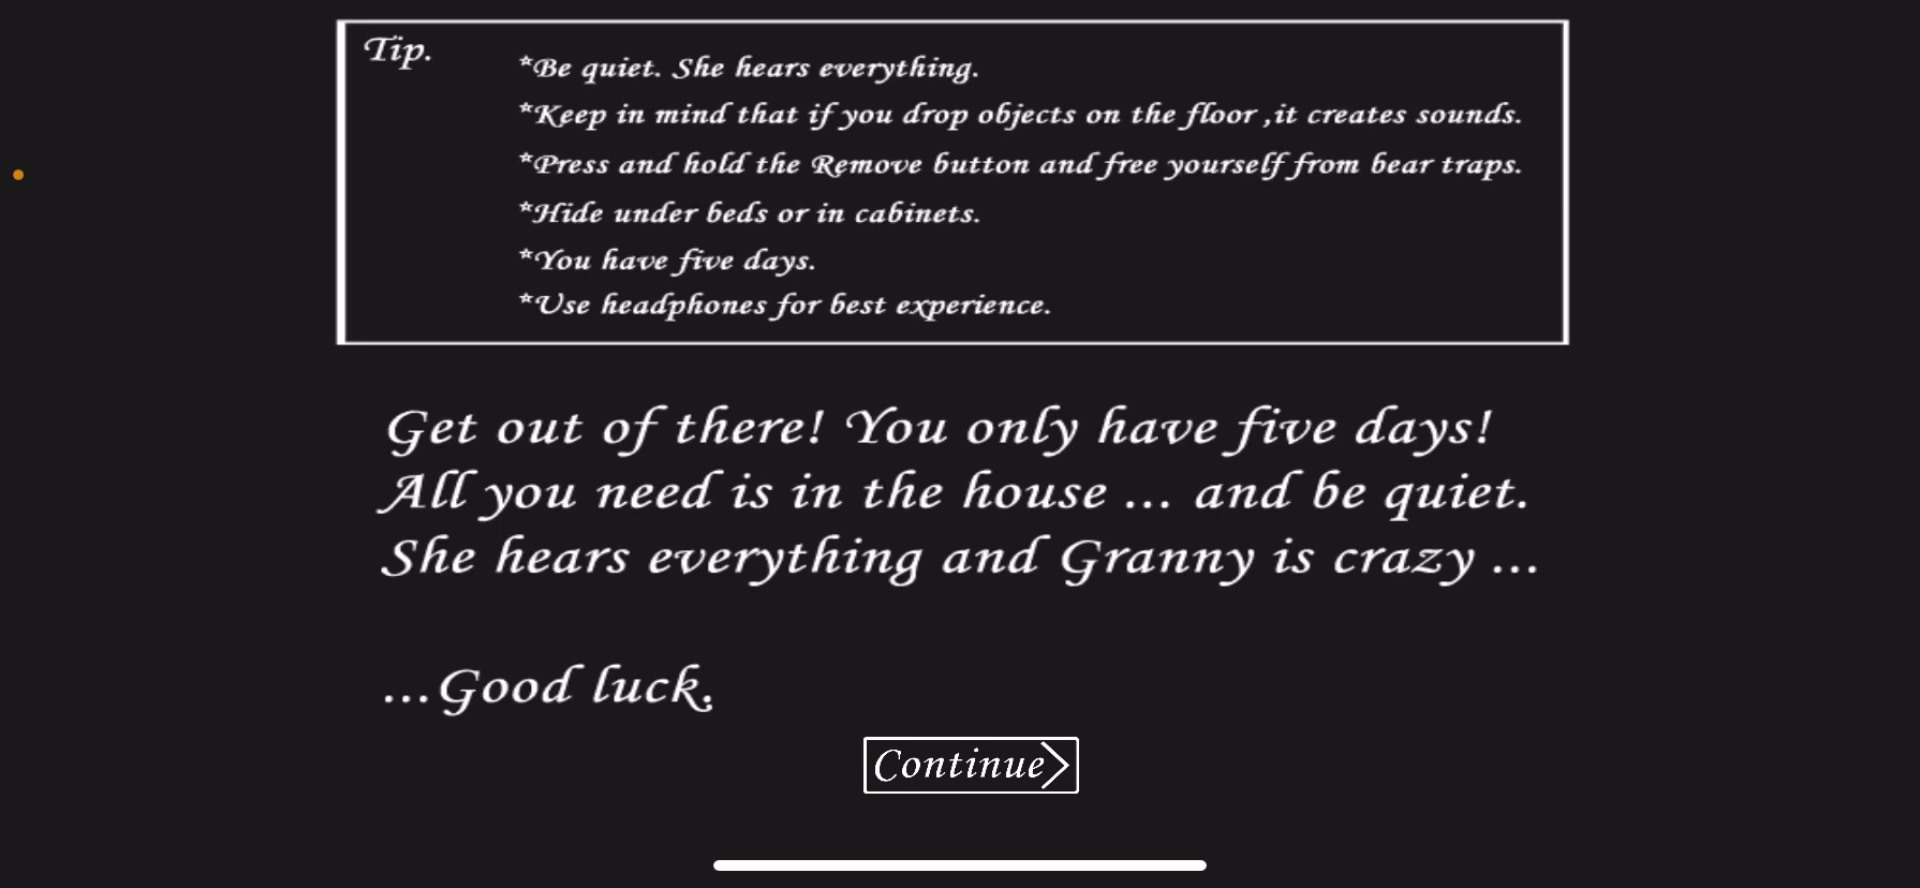 Tip.
*Be quiet. She hears everything.
*Keep in mind that if you drop objects on the floor ,it creates sounds.
*Press and hold the Remove button and free yourself from bear traps.
*Hide under beds or in cabinets.
*You have five days.
*Use headphones for best experience.
Get out of there! You only have five days!
All you need is in the house ... and be quiet.
She hears everything and Granny is crazy ...
...Good luck.
Continue